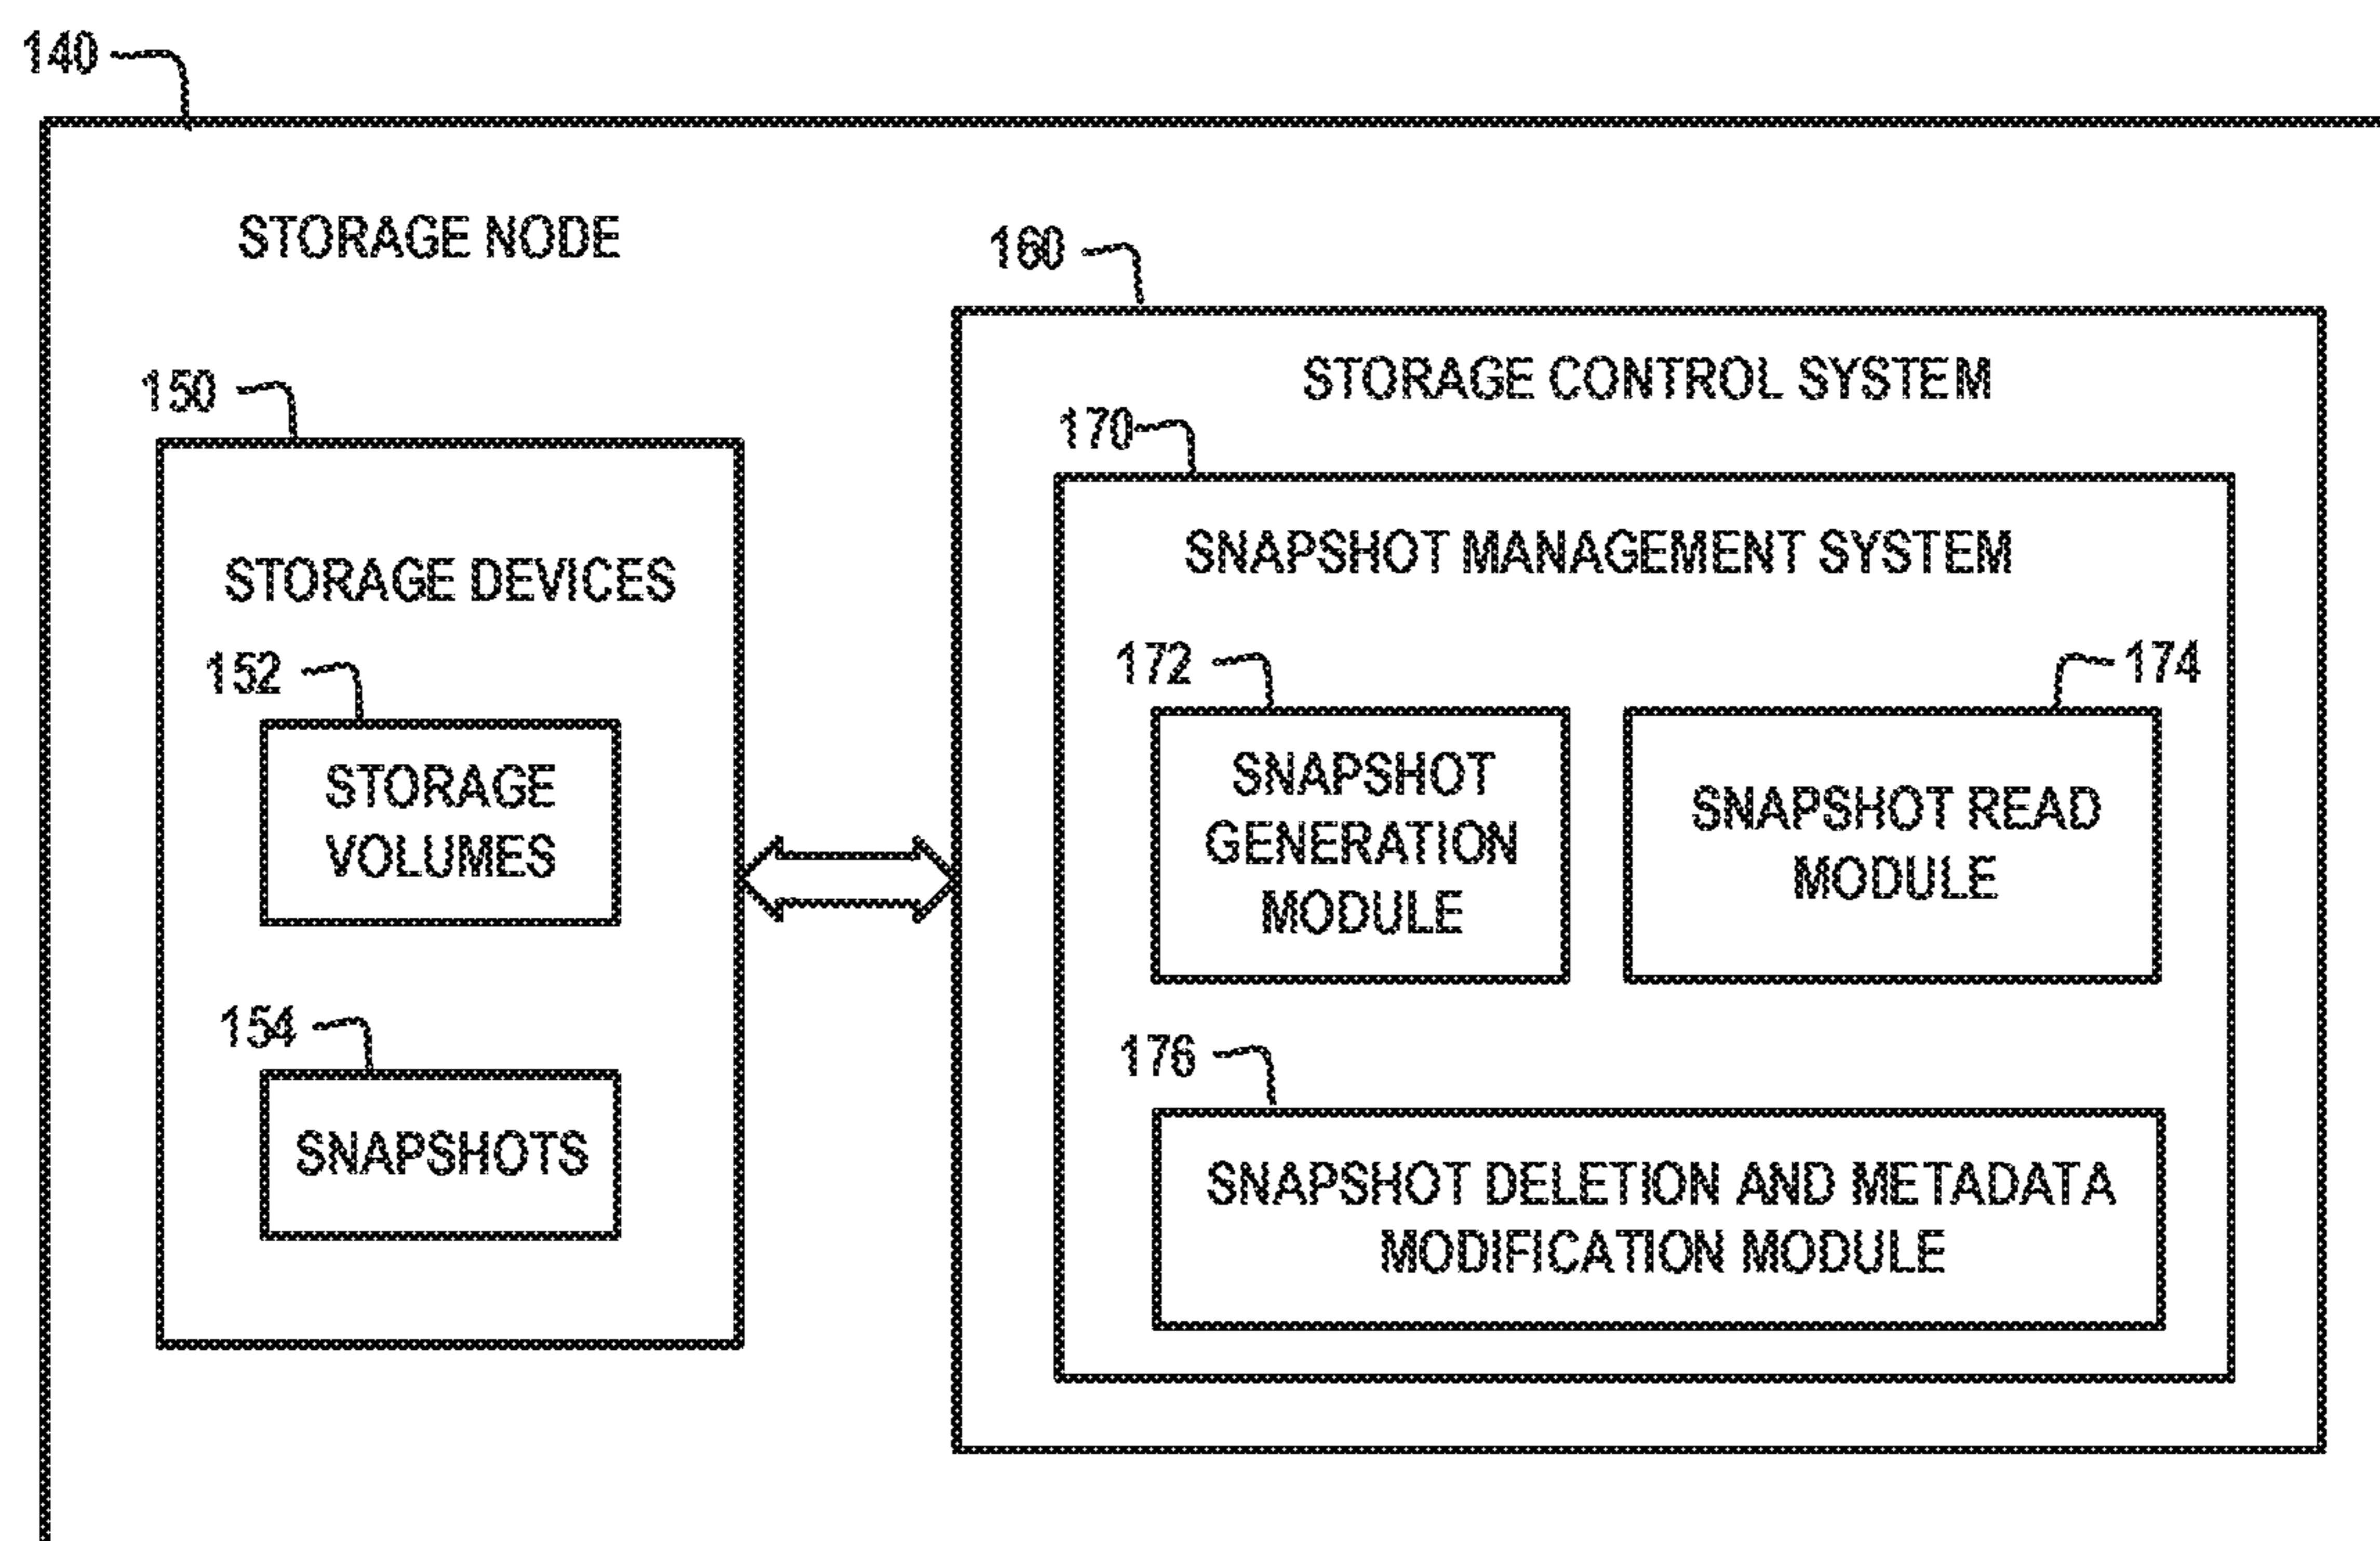 140
STORAGE NODE
160
STORAGE CONTROL SYSTEM
150
170
STORAGE DEVICES
SNAPSHOT MANAGEMENT SYSTEM
152
172
174
STORAGE
VOLUMES
SNAPSHOT
GENERATION
MODULE
SNAPSHOT READ
MODULE
154
SNAPSHOTS
176
SNAPSHOT DELETION AND METADATA
MODIFICATION MODULE